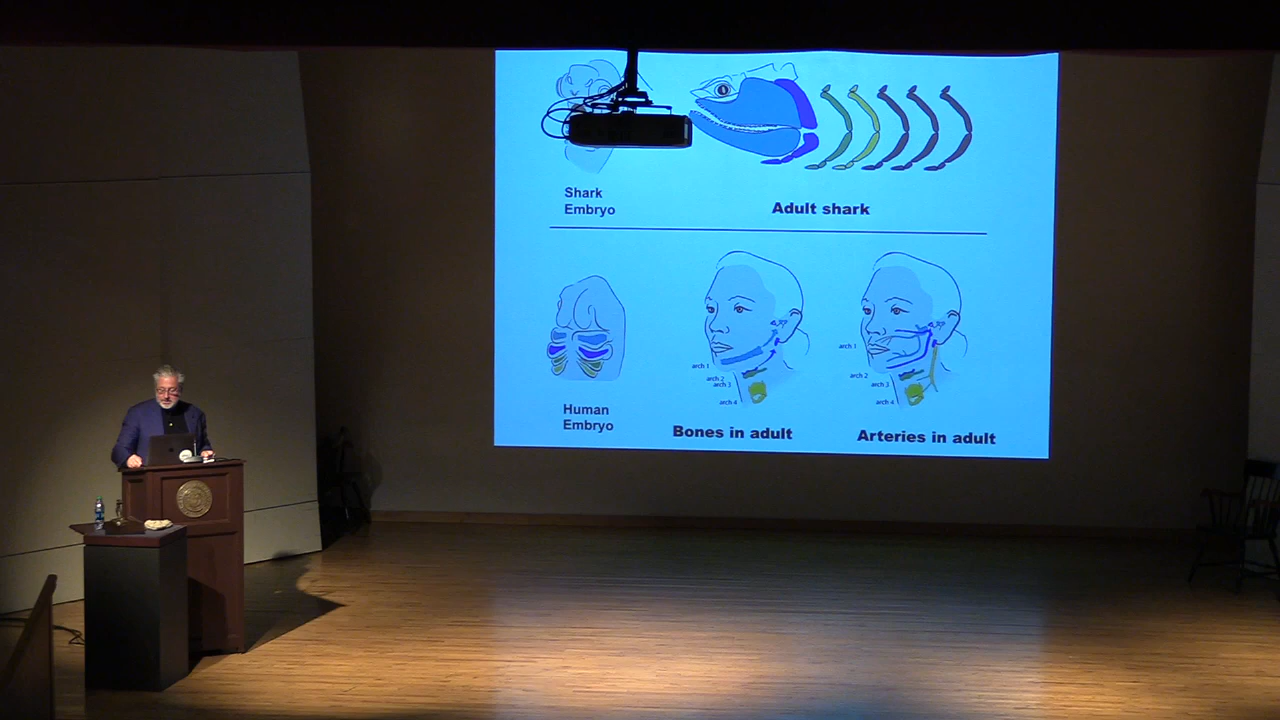 Shark
Embryo
Adult shark
arch 1
arch 2
arch 3
arch 4
arch 1
arch 2
arch 3
arch 4
Human
Embryo
Bones in adult
Arteries in adult